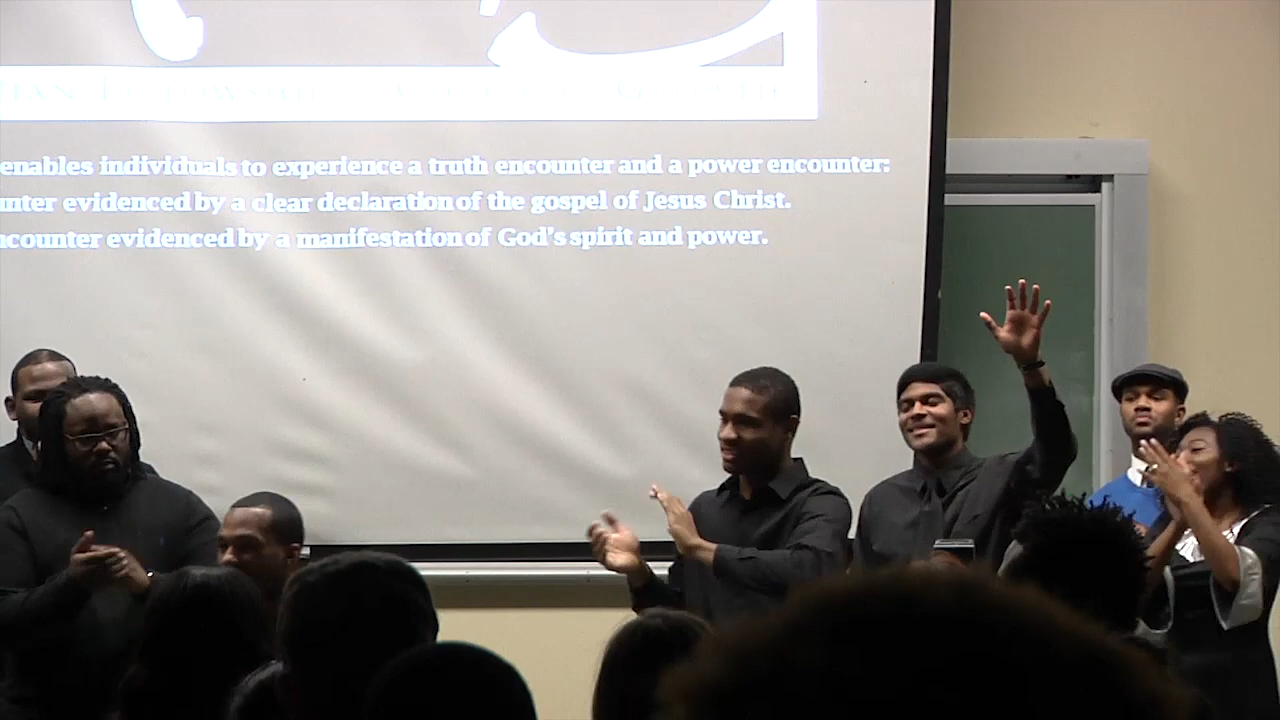 enables individuals to experience a truth encounter and a power encounter:
unter evidenced by a clear declaration of the gospel of Jesus Christ.
ncounter evidenced by a manifestation of God's spirit and power.